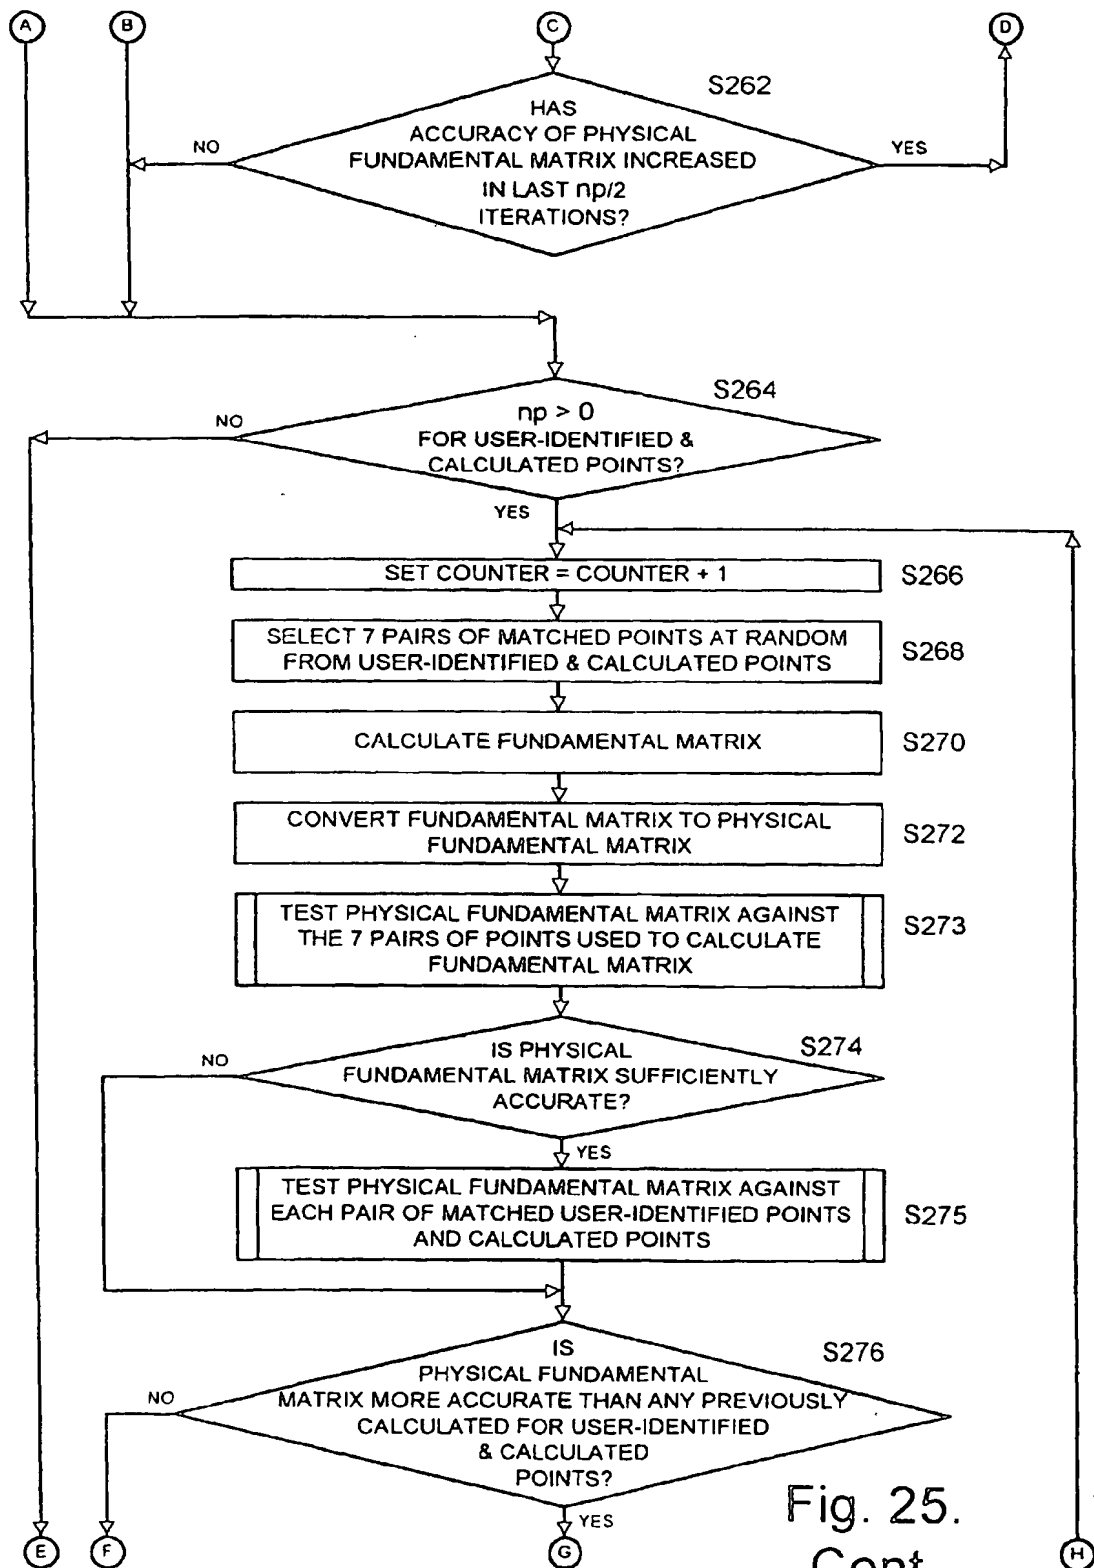 A
B
C
D
S262
HAS
ACCURACY OF PHYSICAL
FUNDAMENTAL MATRIX INCREASED
IN LAST np/2
ITERATIONS?
NO
YES
S264
np > 0
FOR USER-IDENTIFIED &
CALCULATED POINTS?
NO
YES
SET COUNTER = COUNTER + 1
S266
SELECT 7 PAIRS OF MATCHED POINTS AT RANDOM
FROM USER-IDENTIFIED & CALCULATED POINTS
S268
CALCULATE FUNDAMENTAL MATRIX
S270
CONVERT FUNDAMENTAL MATRIX TO PHYSICAL
FUNDAMENTAL MATRIX
S272
TEST PHYSICAL FUNDAMENTAL MATRIX AGAINST
THE 7 PAIRS OF POINTS USED TO CALCULATE
FUNDAMENTAL MATRIX
S273
S274
IS PHYSICAL
FUNDAMENTAL MATRIX SUFFICIENTLY
ACCURATE?
NO
YES
TEST PHYSICAL FUNDAMENTAL MATRIX AGAINST
EACH PAIR OF MATCHED USER-IDENTIFIED POINTS
AND CALCULATED POINTS
S275
S276
IS
PHYSICAL FUNDAMENTAL
MATRIX MORE ACCURATE THAN ANY PREVIOUSLY
CALCULATED FOR USER-IDENTIFIED
& CALCULATED
POINTS?
NO
YES
Fig. 25.
Cont
E
F
G
H